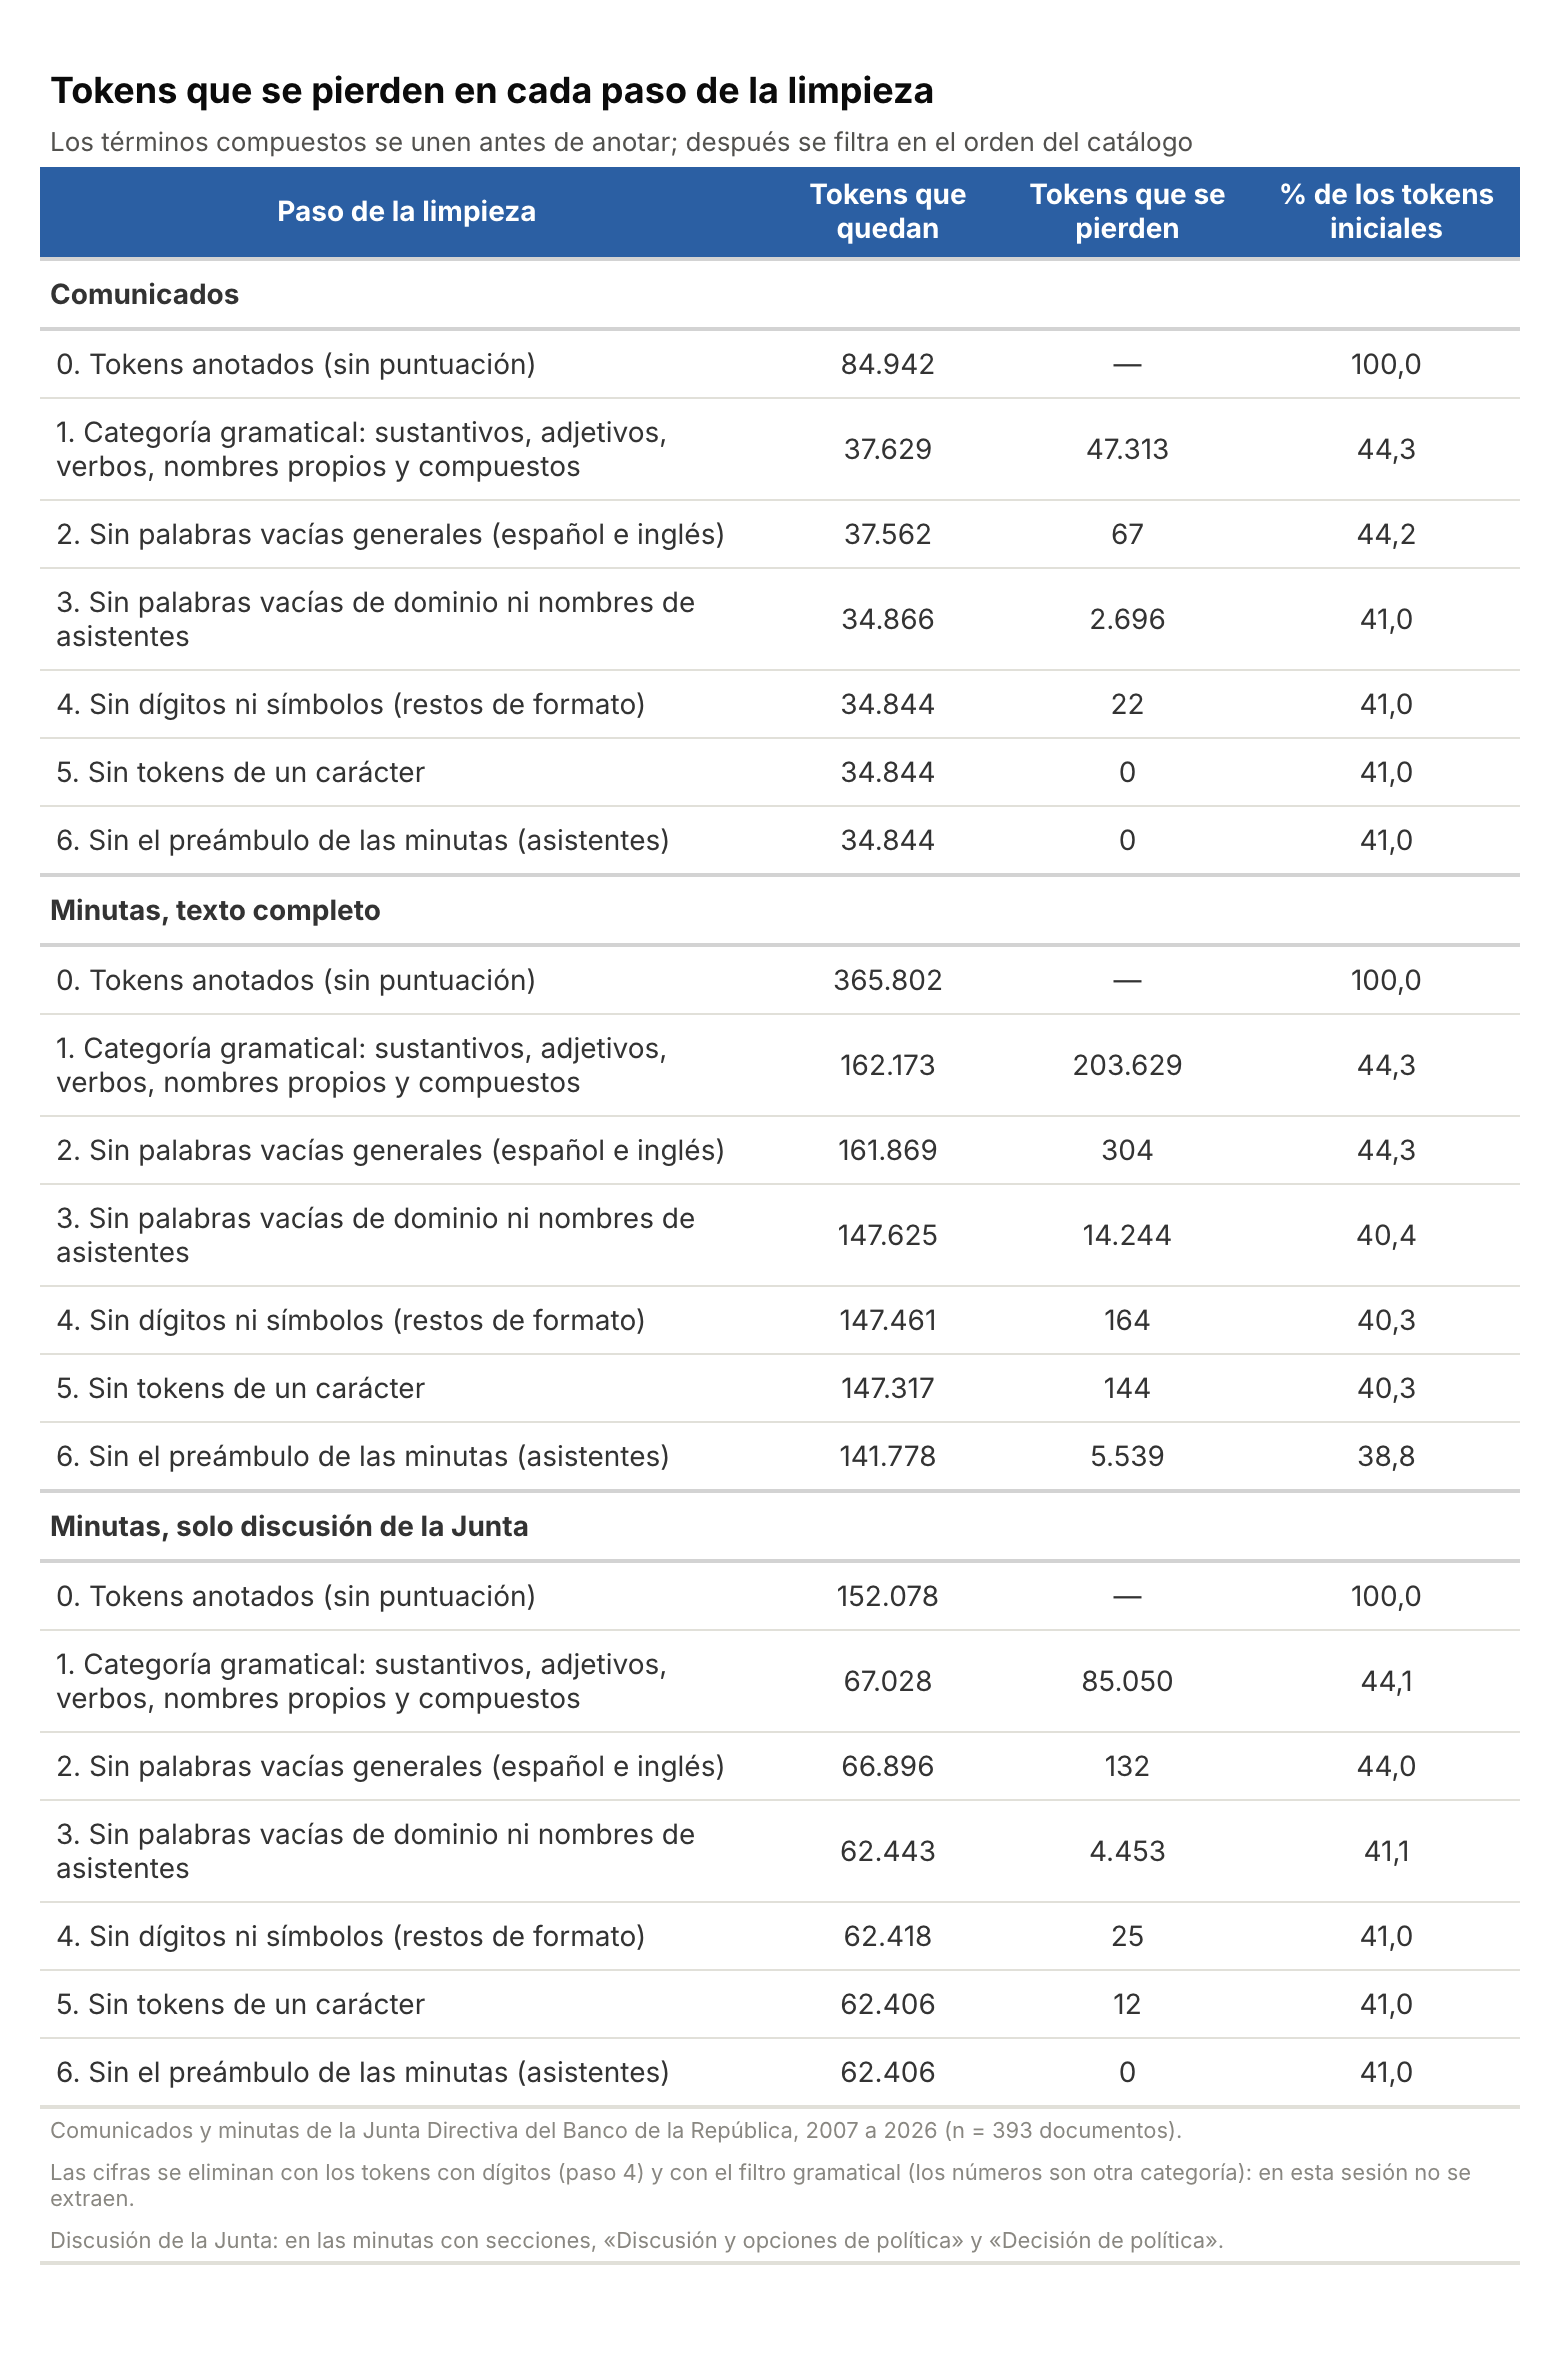 Tokens que se pierden en cada paso de la limpieza
Los términos compuestos se unen antes de anotar; después se filtra en el orden del catálogo
Paso de la limpieza Tokens que quedan Tokens que se pierden % de los tokens iniciales
Comunicados
0. Tokens anotados (sin puntuación) 84.942 — 100,0
1. Categoría gramatical: sustantivos, adjetivos,
verbos, nombres propios y compuestos 37.629 47.313 44,3
2. Sin palabras vacías generales (español e inglés) 37.562 67 44,2
3. Sin palabras vacías de dominio ni nombres de
asistentes 34.866 2.696 41,0
4. Sin dígitos ni símbolos (restos de formato) 34.844 22 41,0
5. Sin tokens de un carácter 34.844 0 41,0
6. Sin el preámbulo de las minutas (asistentes) 34.844 0 41,0
Minutas, texto completo
0. Tokens anotados (sin puntuación) 365.802 — 100,0
1. Categoría gramatical: sustantivos, adjetivos,
verbos, nombres propios y compuestos 162.173 203.629 44,3
2. Sin palabras vacías generales (español e inglés) 161.869 304 44,3
3. Sin palabras vacías de dominio ni nombres de
asistentes 147.625 14.244 40,4
4. Sin dígitos ni símbolos (restos de formato) 147.461 164 40,3
5. Sin tokens de un carácter 147.317 144 40,3
6. Sin el preámbulo de las minutas (asistentes) 141.778 5.539 38,8
Minutas, solo discusión de la Junta
0. Tokens anotados (sin puntuación) 152.078 — 100,0
1. Categoría gramatical: sustantivos, adjetivos,
verbos, nombres propios y compuestos 67.028 85.050 44,1
2. Sin palabras vacías generales (español e inglés) 66.896 132 44,0
3. Sin palabras vacías de dominio ni nombres de
asistentes 62.443 4.453 41,1
4. Sin dígitos ni símbolos (restos de formato) 62.418 25 41,0
5. Sin tokens de un carácter 62.406 12 41,0
6. Sin el preámbulo de las minutas (asistentes) 62.406 0 41,0
Comunicados y minutas de la Junta Directiva del Banco de la República, 2007 a 2026 (n = 393 documentos).
Las cifras se eliminan con los tokens con dígitos (paso 4) y con el filtro gramatical (los números son otra categoría): en esta sesión no se
extraen.
Discusión de la Junta: en las minutas con secciones, «Discusión y opciones de política» y «Decisión de política».